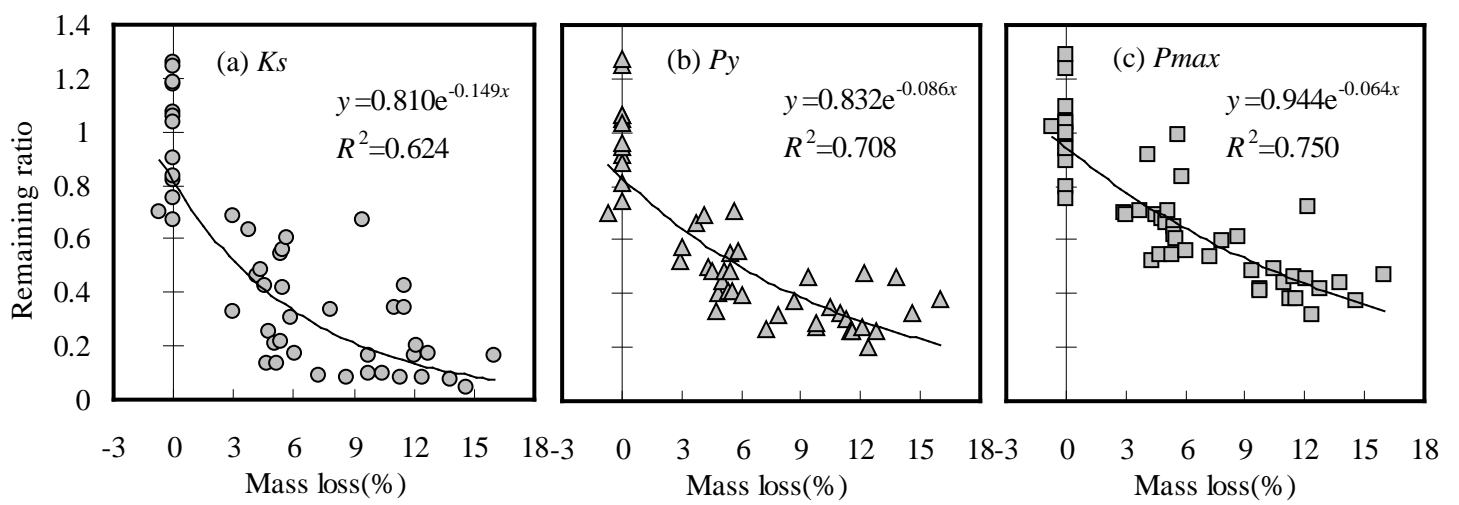 1.4
1.2
1
0.8
0.6
0.4
0.2
0
Remaining ratio
(a) Ks
y=0.810e^-0.149x
R²=0.624
-3 0 3 6 9 12 15 18
Mass loss(%)
(b) Py
y=0.832e^-0.086x
R²=0.708
-3 0 3 6 9 12 15 18
Mass loss(%)
(c) Pmax
y=0.944e^-0.064x
R²=0.750
-3 0 3 6 9 12 15 18
Mass loss(%)